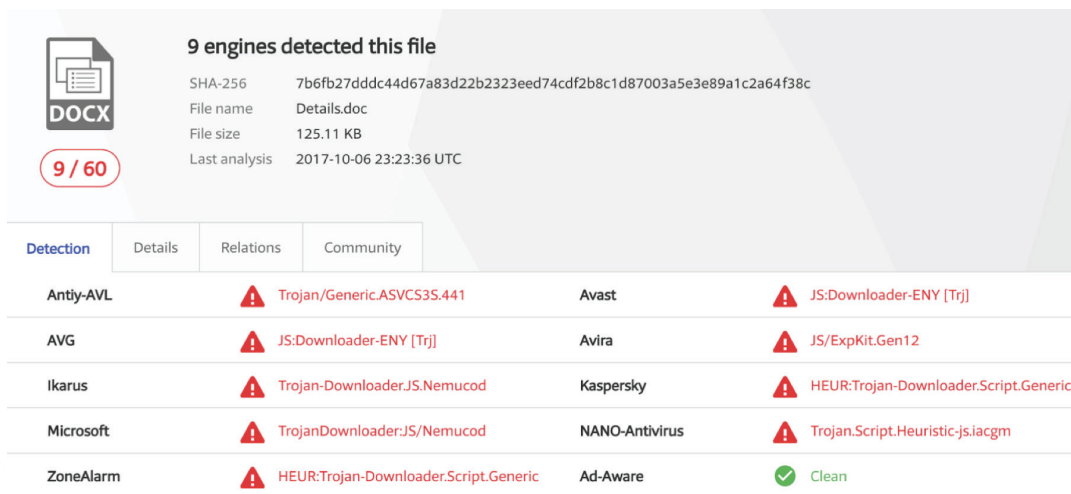 9 engines detected this file
SHA-256 7b6fb27dddc44d67a83d22b2323eed74cdf2b8c1d87003a5e3e89a1c2a64f38c
File name Details.doc
File size 125.11 KB
Last analysis 2017-10-06 23:23:36 UTC
DOCX
9 / 60
Detection Details Relations Community
Antiy-AVL Trojan/Generic.ASVCS3S.441 Avast JS:Downloader-ENY [Trj]
AVG JS:Downloader-ENY [Trj] Avira JS/ExpKit.Gen12
Ikarus Trojan-Downloader.JS.Nemucod Kaspersky HEUR:Trojan-Downloader.Script.Generic
Microsoft TrojanDownloader:JS/Nemucod NANO-Antivirus Trojan.Script.Heuristic-js.iacgm
ZoneAlarm HEUR:Trojan-Downloader.Script.Generic Ad-Aware Clean